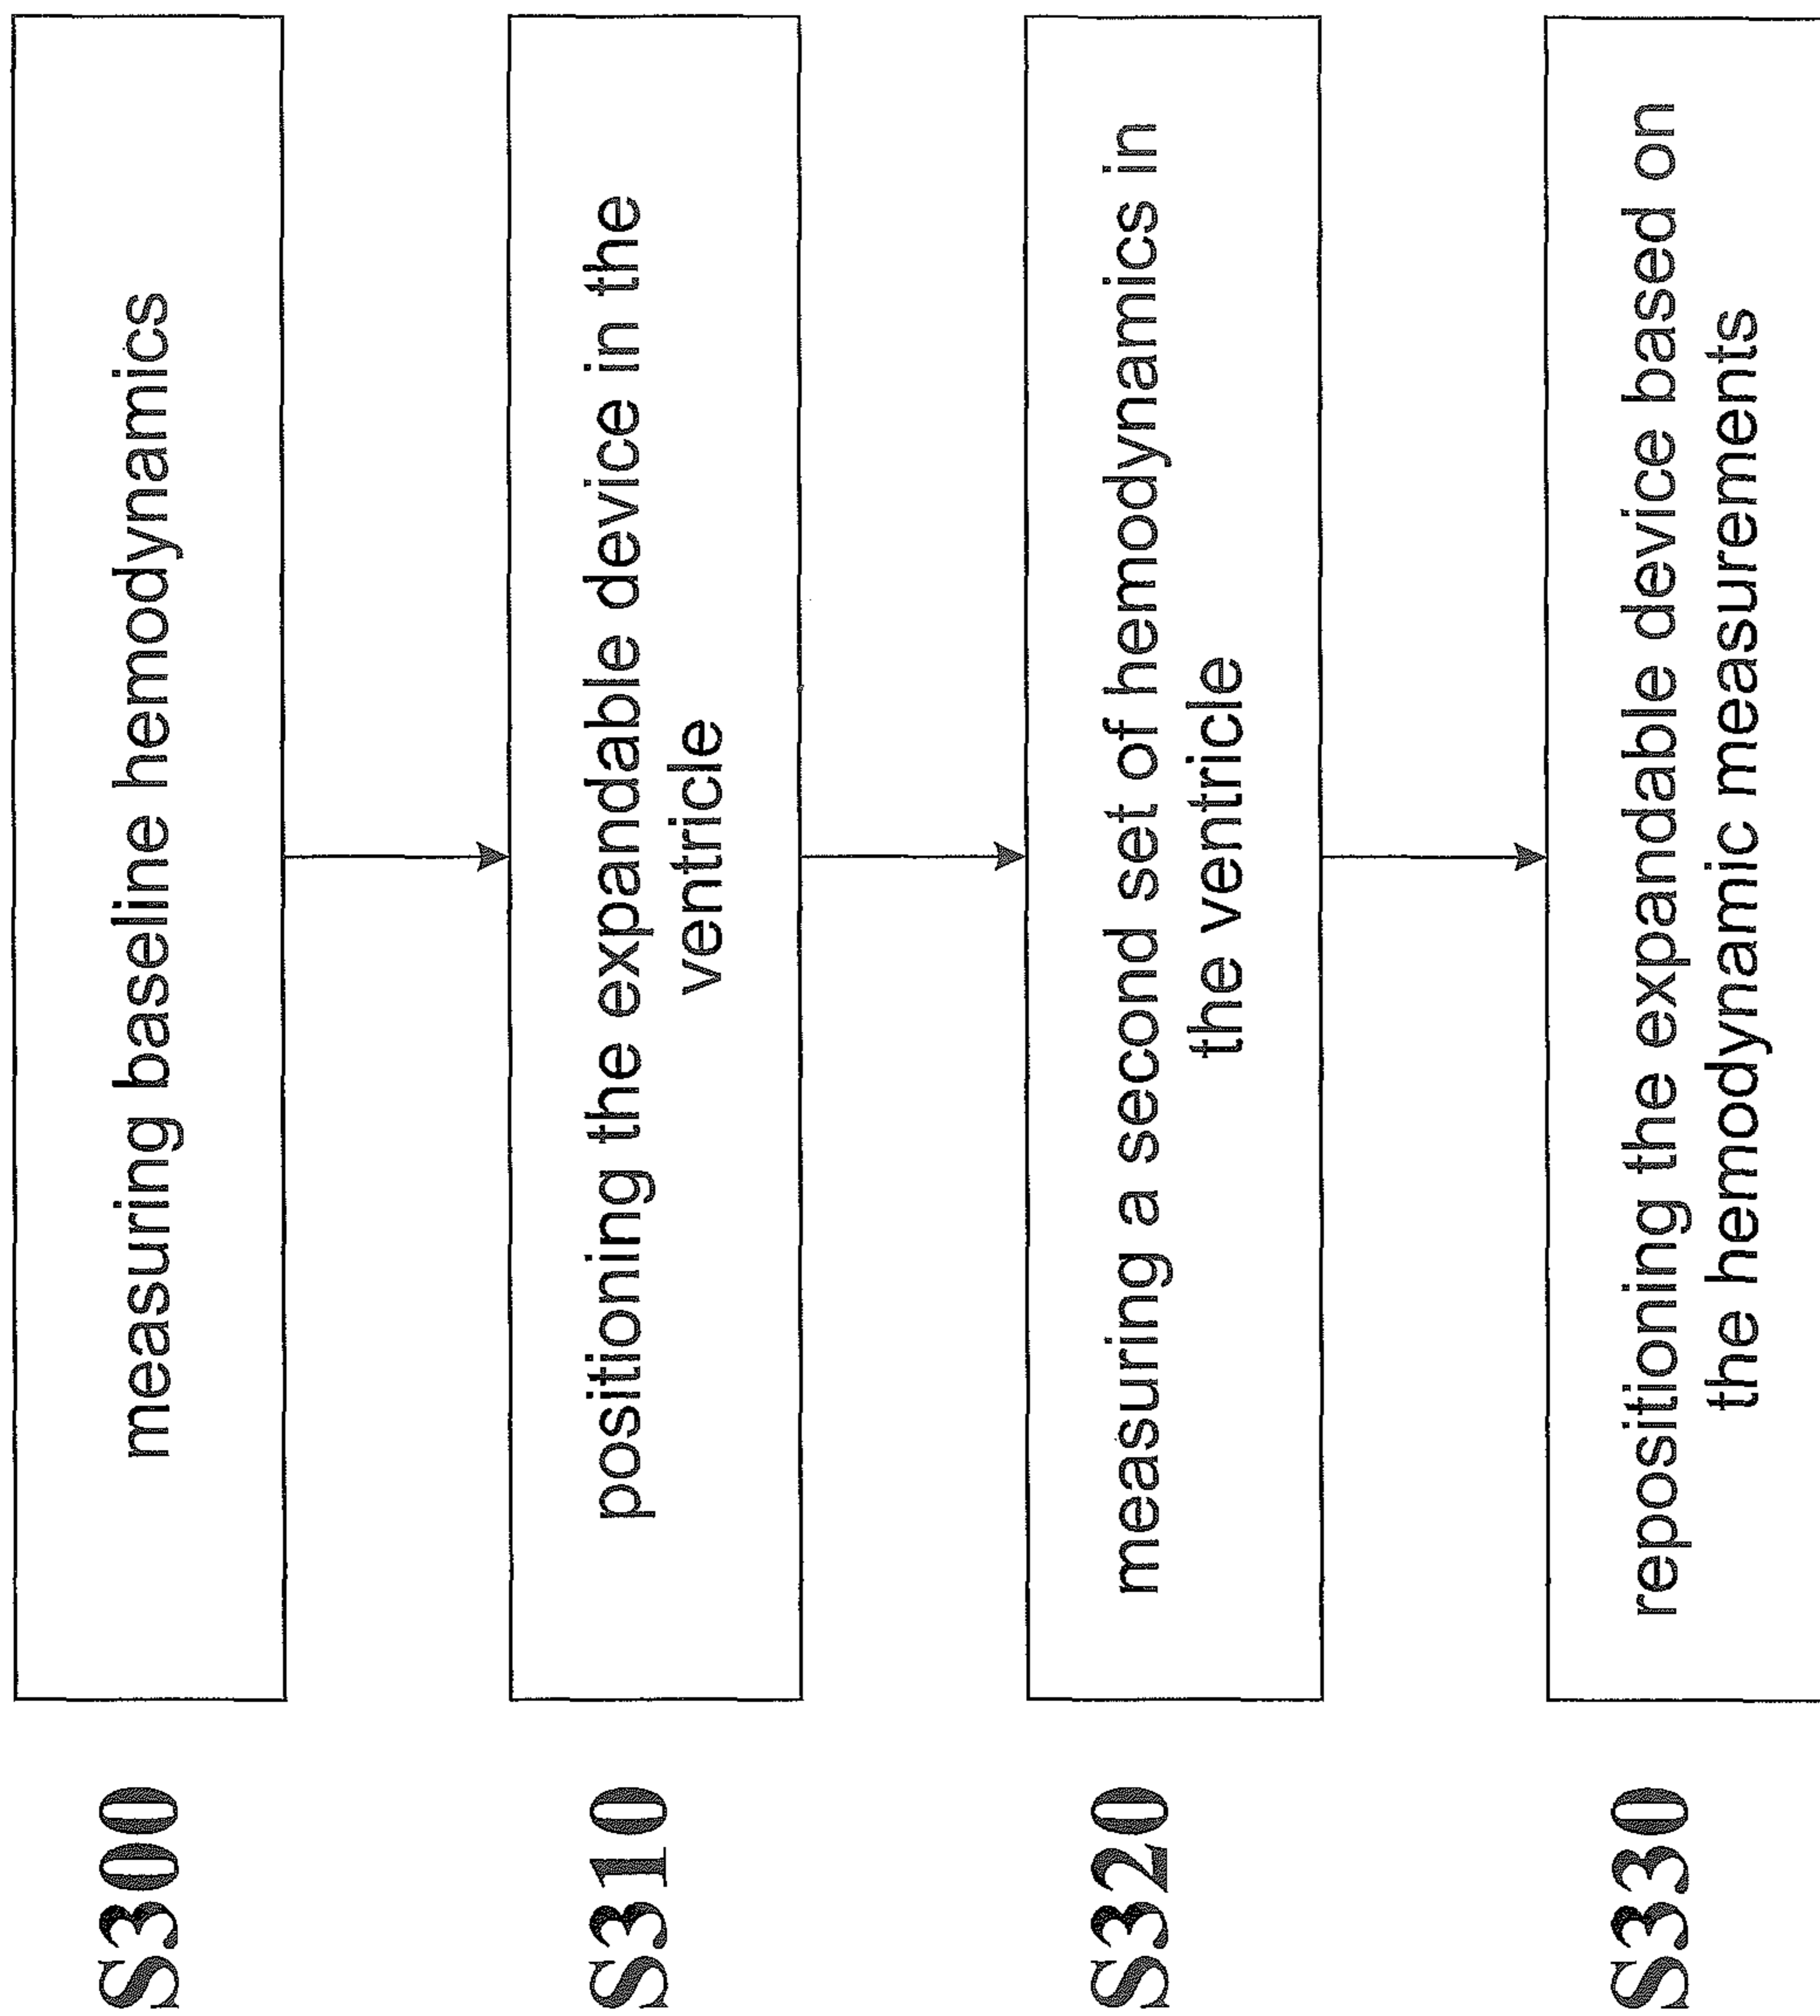 S300
measuring baseline hemodynamics
S310
positioning the expandable device in the
ventricle
S320
measuring a second set of hemodynamics in
the ventricle
S330
repositioning the expandable device based on
the hemodynamic measurements